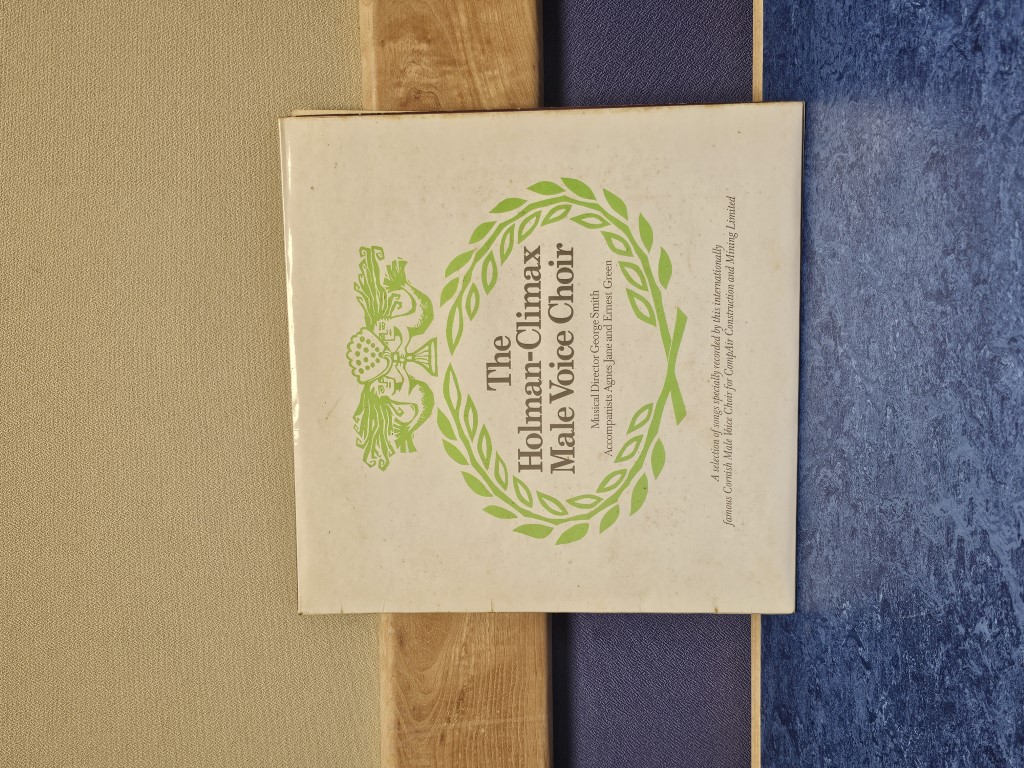 The
Holman-Climax
Male Voice Choir
Musical Director George Smith
Accompanists Agnes Jane and Ernest Green
A selection of songs specially recorded by this internationally
famous Cornish Male Voice Choir for CompAir Construction and Mining Limited